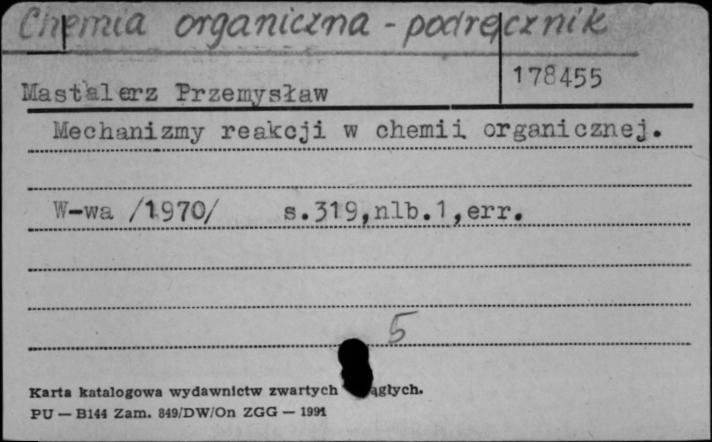 Chemia organiczna - podręcznik
178455
Mastalerz Przemysław
Mechanizmy reakcji w chemii organicznej.
W-wa /1970/ s.319,nlb.1,err.
5
Karta katalogowa wydawnictw zwartych
PU — B144 Zam. 849/DW/On ZGG — 1991